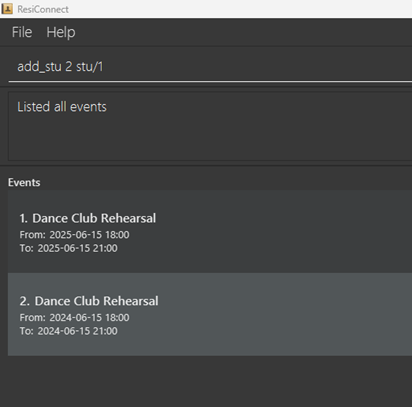 ResiConnect
File Help
add_stu 2 stu/1
Listed all events
Events
1. Dance Club Rehearsal
From: 2025-06-15 18:00
To: 2025-06-15 21:00
2. Dance Club Rehearsal
From: 2024-06-15 18:00
To: 2024-06-15 21:00